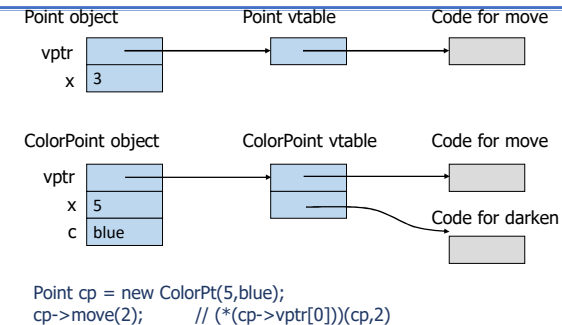 Point object Point vtable Code for move
vptr
x 3
ColorPoint object ColorPoint vtable Code for move
vptr
x 5
Code for darken
c blue
Point cp = new ColorPt(5,blue);
cp->move(2); // (*(cp->vptr[0]))(cp,2)